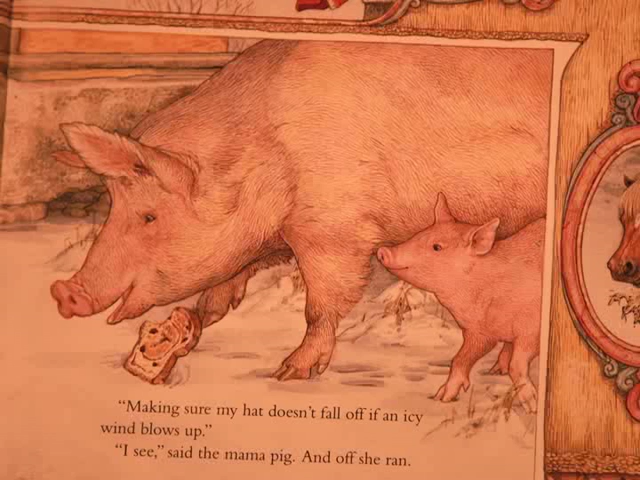 “Making sure my hat doesn’t fall off if an icy
wind blows up.”
“I see,” said the mama pig. And off she ran.